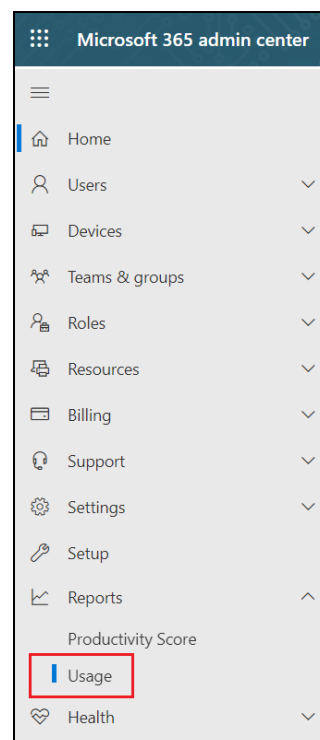 Microsoft 365 admin center
Home
Users
Devices
Teams & groups
Roles
Resources
Billing
Support
Settings
Setup
Reports
Productivity Score
Usage
Health